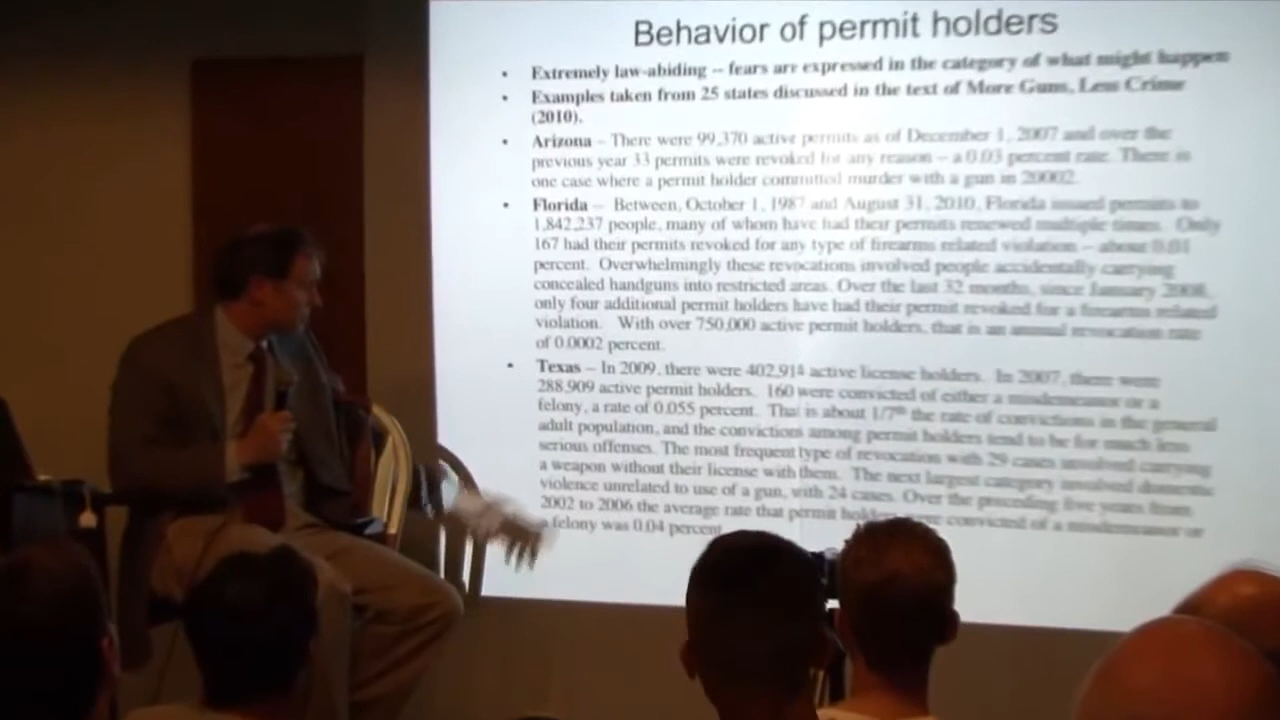 Behavior of permit holders
• Extremely law-abiding -- fears are expressed in the category of what might happen
• Examples taken from 25 states discussed in the text of More Guns, Less Crime
(2010).
• Arizona – There were 99,370 active permits as of December 1, 2007 and over the
previous year 33 permits were revoked for any reason – a 0.03 percent rate. There is
one case where a permit holder committed murder with a gun in 20002.
• Florida – Between, October 1, 1987 and August 31, 2010, Florida issued permits to
1,842,237 people, many of whom have had their permits renewed multiple times. Only
167 had their permits revoked for any type of firearms related violation – about 0.01
percent. Overwhelmingly these revocations involved people accidentally carrying
concealed handguns into restricted areas. Over the last 32 months, since January 2008,
only four additional permit holders have had their permit revoked for a firearms related
violation. With over 750,000 active permit holders, that is an annual revocation rate
of 0.0002 percent.
• Texas – In 2009, there were 402,914 active license holders. In 2007, there were
288,909 active permit holders. 160 were convicted of either a misdemeanor or a
felony, a rate of 0.055 percent. That is about 1/7th the rate of convictions in the general
adult population, and the convictions among permit holders tend to be for much less
serious offenses. The most frequent type of revocation with 29 cases involved carrying
a weapon without their license with them. The next largest category involved domestic
violence unrelated to use of a gun, with 24 cases. Over the preceding five years from
2002 to 2006 the average rate that permit convicted of a misdemeanor or
a felony was 0.04 percent